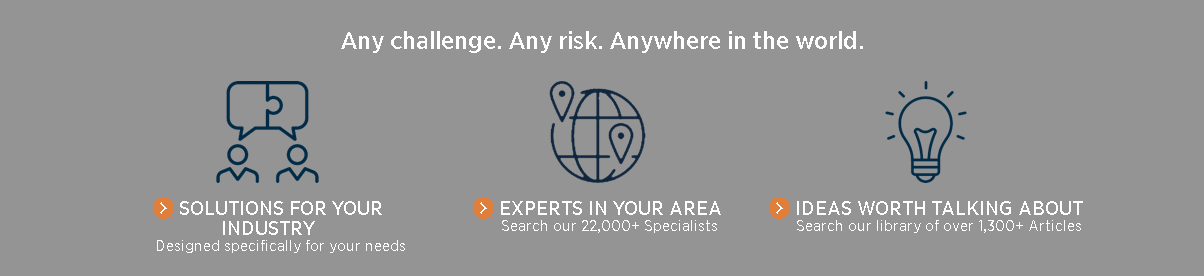 Any challenge. Any risk. Anywhere in the world.
SOLUTIONS FOR YOUR
INDUSTRY
Designed specifically for your needs
EXPERTS IN YOUR AREA
Search our 22,000+ Specialists
IDEAS WORTH TALKING ABOUT
Search our library of over 1,300+ Articles